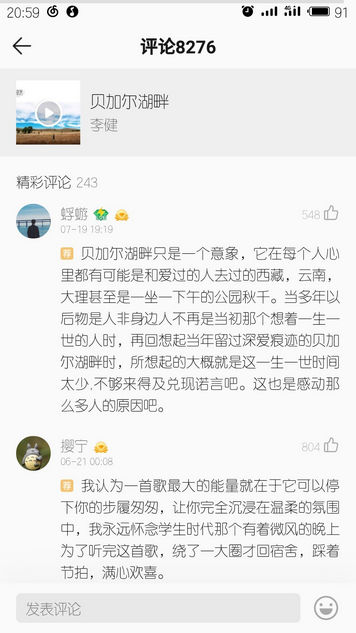 20:59
91
评论8276
贝加尔湖畔
李健
精彩评论 243
蜉蝣
548
07-19 19:19
荐 贝加尔湖畔只是一个意象，它在每个人心
里都有可能是和爱过的人去过的西藏，云南，
大理甚至是一坐一下午的公园秋千。当多年以
后物是人非身边人不再是当初那个想着一生一
世的人时，再回想起当年留过深爱痕迹的贝加
尔湖畔时，所想起的大概就是这一生一世时间
太少.不够来得及兑现诺言吧。这也是感动那
么多人的原因吧。
撄宁
804
06-21 00:08
荐 我认为一首歌最大的能量就在于它可以停
下你的步履匆匆，让你完全沉浸在温柔的氛围
中，我永远怀念学生时代那个有着微风的晚上
为了听完这首歌，绕了一大圈才回宿舍，踩着
节拍，满心欢喜。
发表评论